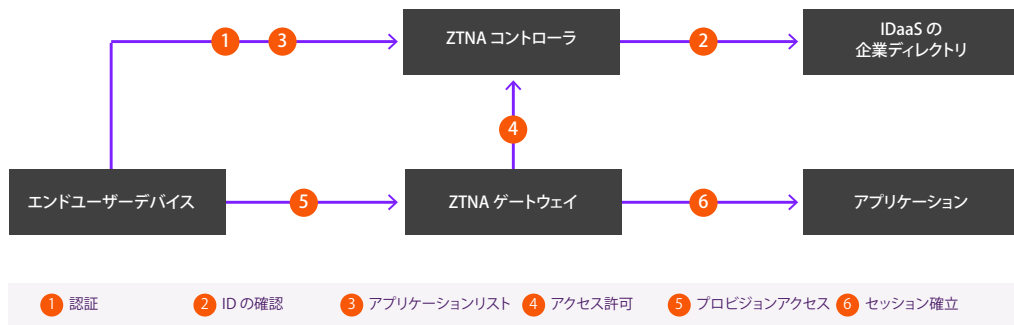 1
3
ZTNA コントローラ
2
IDaaS の
企業ディレクトリ
4
エンドユーザーデバイス
5
ZTNA ゲートウェイ
6
アプリケーション
1 認証
2 ID の確認
3 アプリケーションリスト
4 アクセス許可
5 プロビジョンアクセス
6 セッション確立